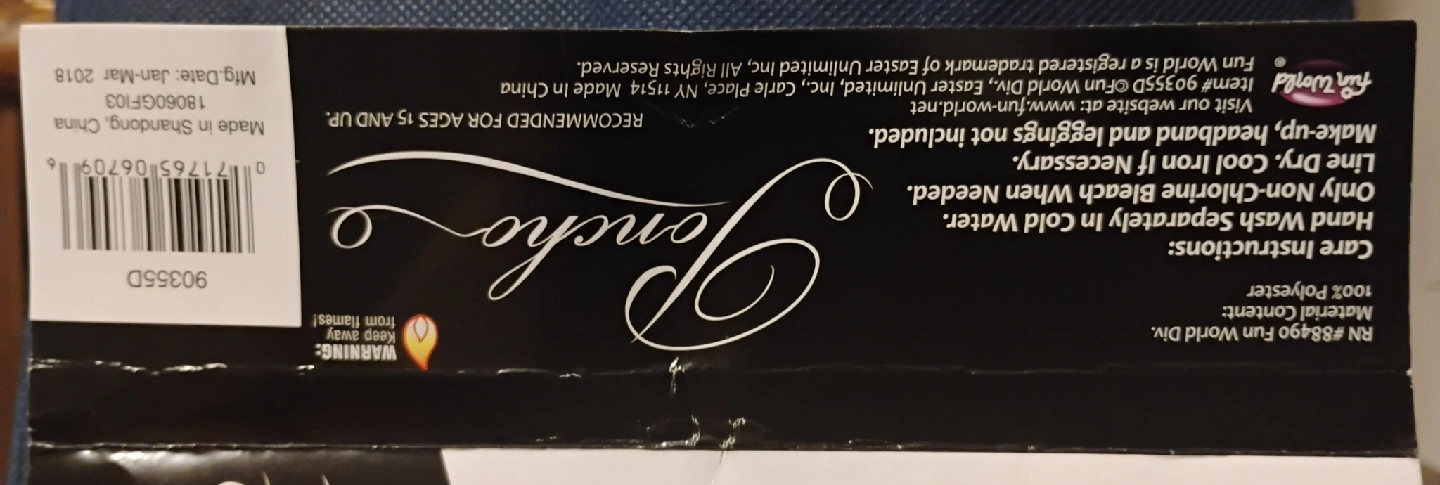 RN #88490 Fun World Div.
Material Content:
100% Polyester
Care Instructions:
Hand Wash Separately In Cold Water.
Only Non-Chlorine Bleach When Needed.
Line Dry. Cool Iron If Necessary.
Make-up, headband and leggings not included.
Visit our website at: www.fun-world.net
Item# 90355D ©Fun World Div., Easter Unlimited, Inc., Carle Place, NY 11514 Made In China
Fun World is a registered trademark of Easter Unlimited Inc, All Rights Reserved.
Fun World ®
Poncho
RECOMMENDED FOR AGES 15 AND UP.
WARNING:
Keep away
from flames!
90355D
0 71765 06709 6
Made in Shandong, China
18060GFI03
Mfg.Date: Jan-Mar 2018